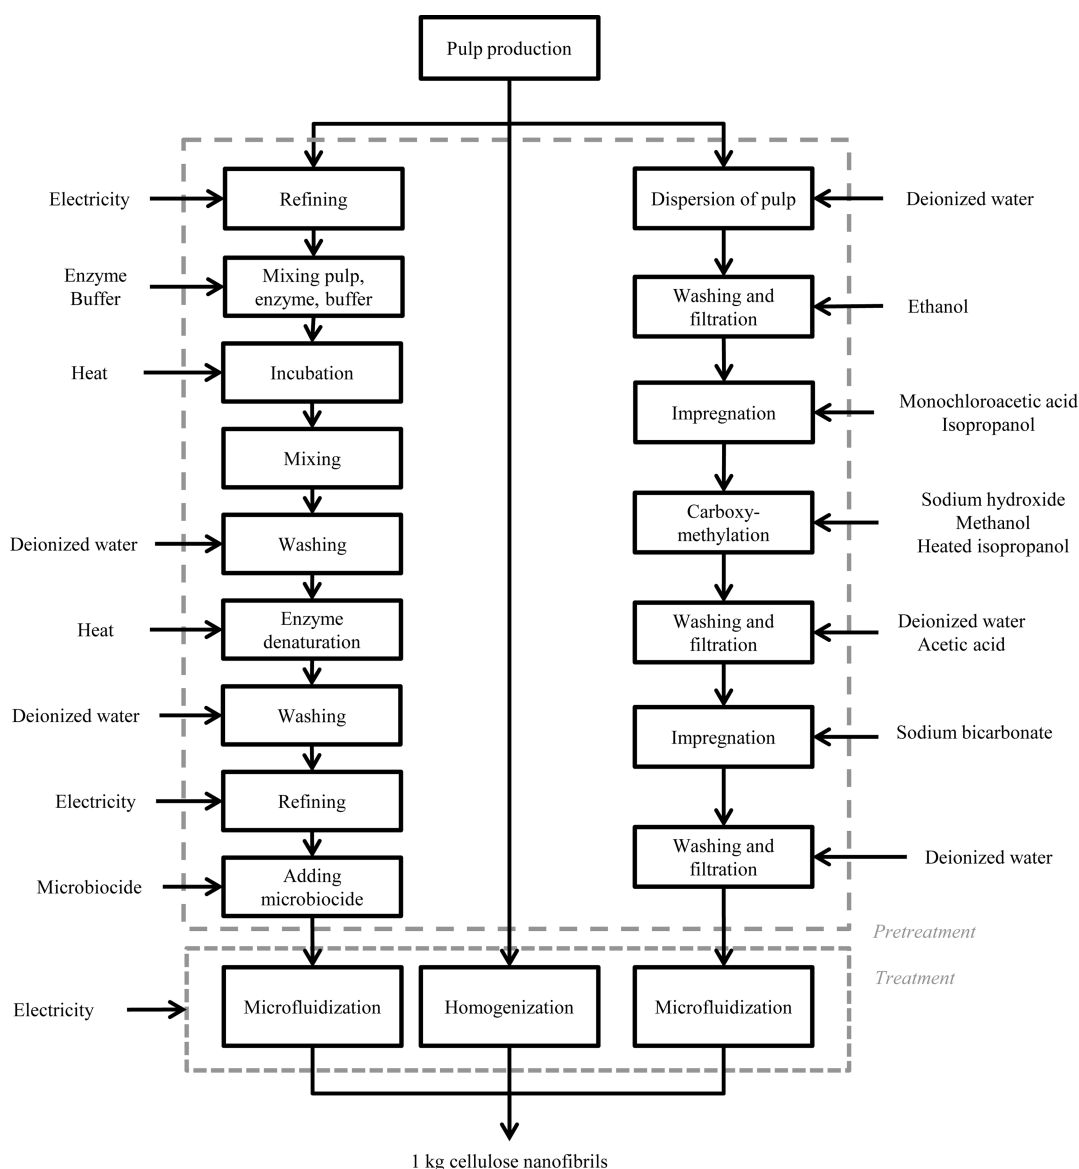 Pulp production
Electricity
Refining
Dispersion of pulp
Deionized water
Enzyme
Buffer
Mixing pulp,
enzyme, buffer
Washing and
filtration
Ethanol
Heat
Incubation
Impregnation
Monochloroacetic acid
Isopropanol
Mixing
Carboxy-
methylation
Sodium hydroxide
Methanol
Heated isopropanol
Deionized water
Washing
Heat
Enzyme
denaturation
Washing and
filtration
Deionized water
Acetic acid
Deionized water
Washing
Impregnation
Sodium bicarbonate
Electricity
Refining
Washing and
filtration
Deionized water
Microbiocide
Adding
microbiocide
Pretreatment
Treatment
Electricity
Microfluidization
Homogenization
Microfluidization
1 kg cellulose nanofibrils